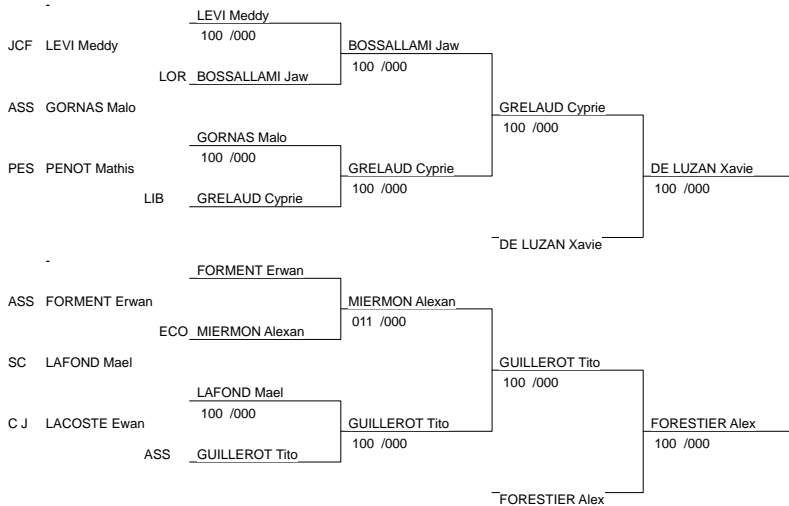 -
LEVI Meddy
100 /000
JCF LEVI Meddy
BOSSALLAMI Jaw
100 /000
LOR BOSSALLAMI Jaw
ASS GORNAS Malo
GRELAUD Cyprie
100 /000
GORNAS Malo
100 /000
PES PENOT Mathis
GRELAUD Cyprie
100 /000
DE LUZAN Xavie
100 /000
LIB GRELAUD Cyprie
DE LUZAN Xavie
-
FORMENT Erwan
ASS FORMENT Erwan
MIERMON Alexan
011 /000
ECO MIERMON Alexan
SC LAFOND Mael
GUILLEROT Tito
100 /000
LAFOND Mael
100 /000
C J LACOSTE Ewan
GUILLEROT Tito
100 /000
FORESTIER Alex
100 /000
ASS GUILLEROT Tito
FORESTIER Alex